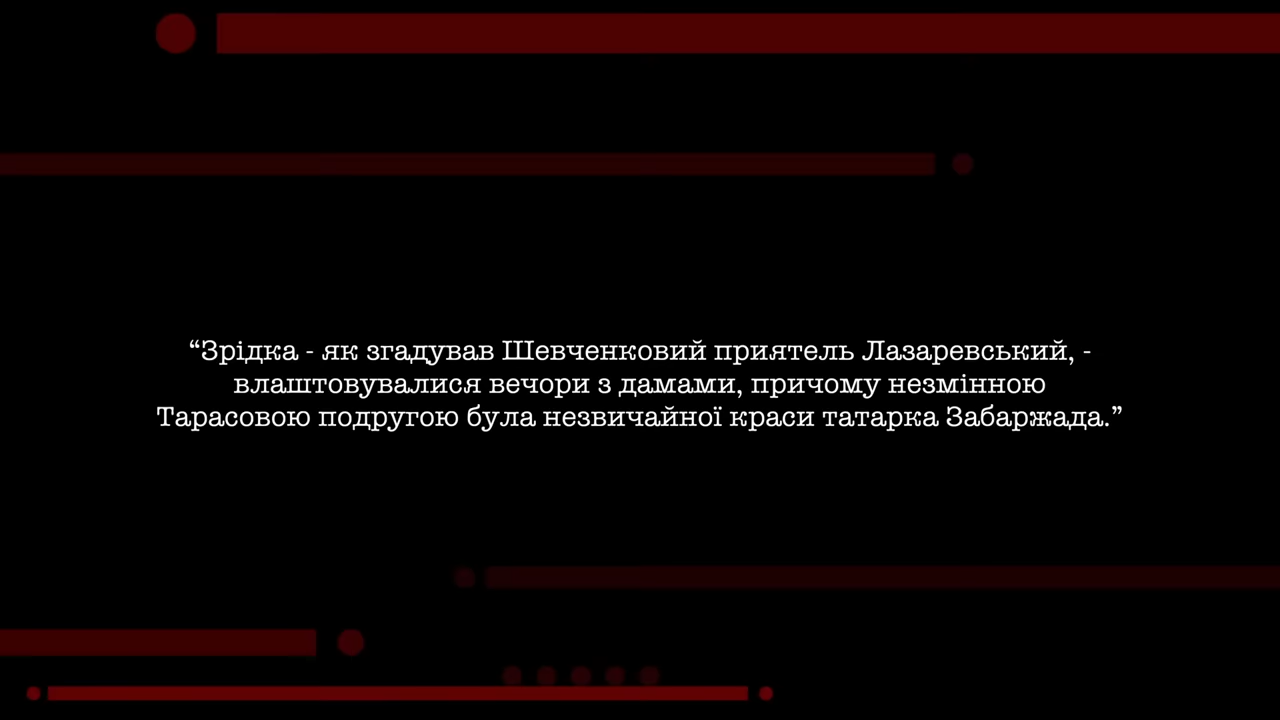 “Зрідка - як згадував Шевченковий приятель Лазаревський, -
влаштовувалися вечори з дамами, причому незмінною
Тарасовою подругою була незвичайної краси татарка Забаржада.”